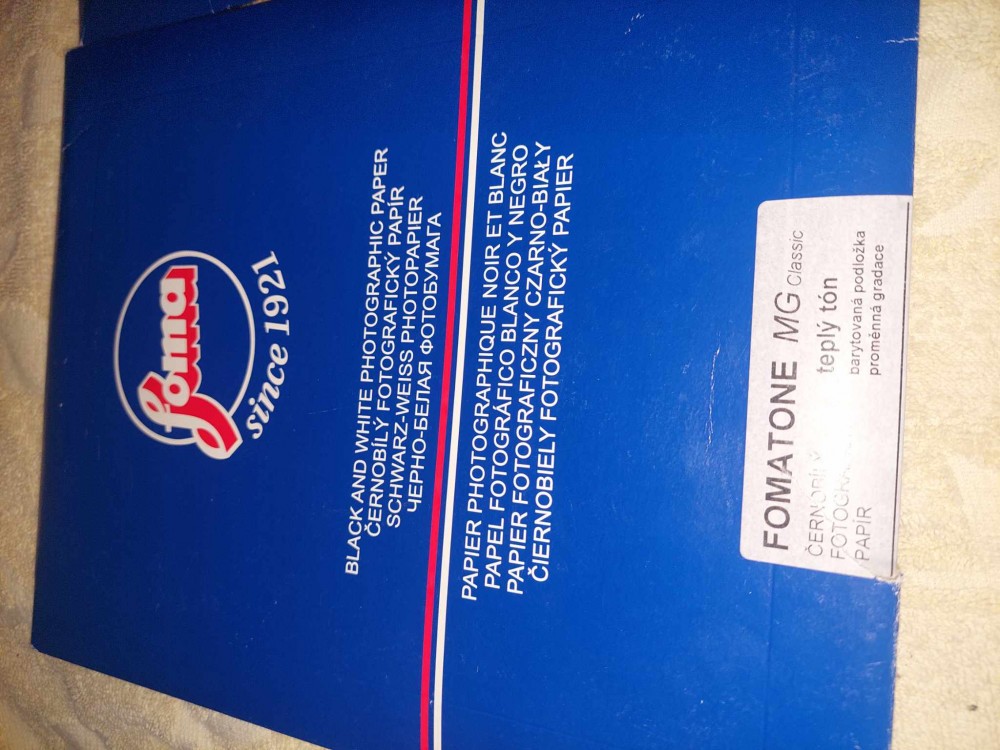 foma
since 1921
BLACK AND WHITE PHOTOGRAPHIC PAPER
ČERNOBÍLÝ FOTOGRAFICKÝ PAPÍR
SCHWARZ-WEISS PHOTOPAPIER
ЧЕРНО-БЕЛАЯ ФОТОБУМАГА
PAPIER PHOTOGRAPHIQUE NOIR ET BLANC
PAPEL FOTOGRÁFICO BLANCO Y NEGRO
PAPIER FOTOGRAFICZNY CZARNO-BIAŁY
ČIERNOBIELY FOTOGRAFICKÝ PAPIER
FOMATONE MG Classic
ČERNOBÍLÝ teplý tón
FOTOGRA
PAPÍR barytovaná podložka
proměnná gradace